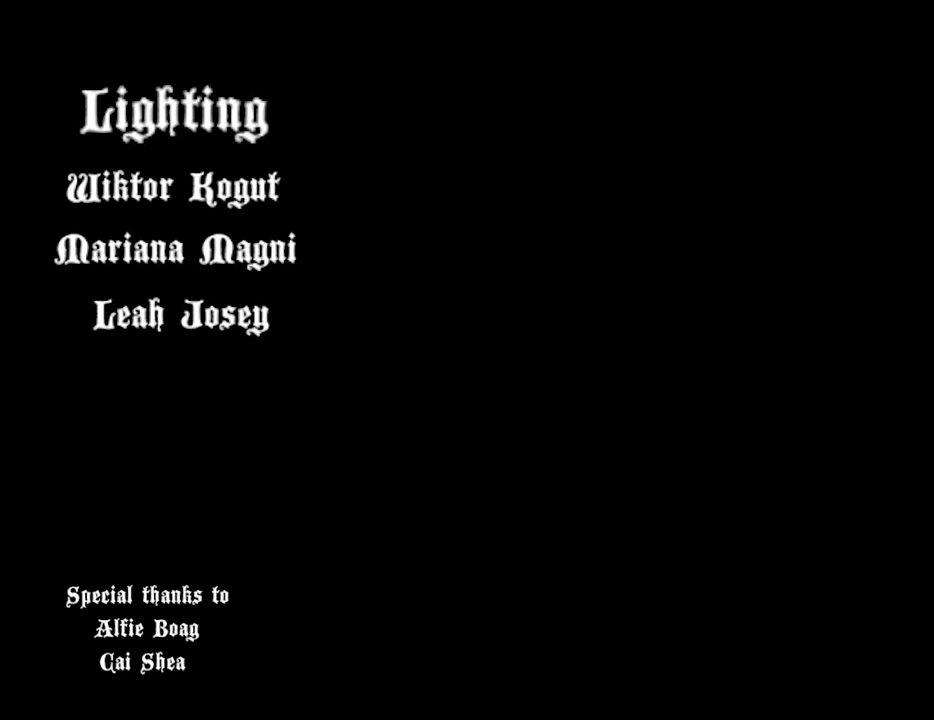 Lighting
Wiktor Kogut
Mariana Magni
Leah Josey
Special thanks to
Alfie Boag
Cai Shea